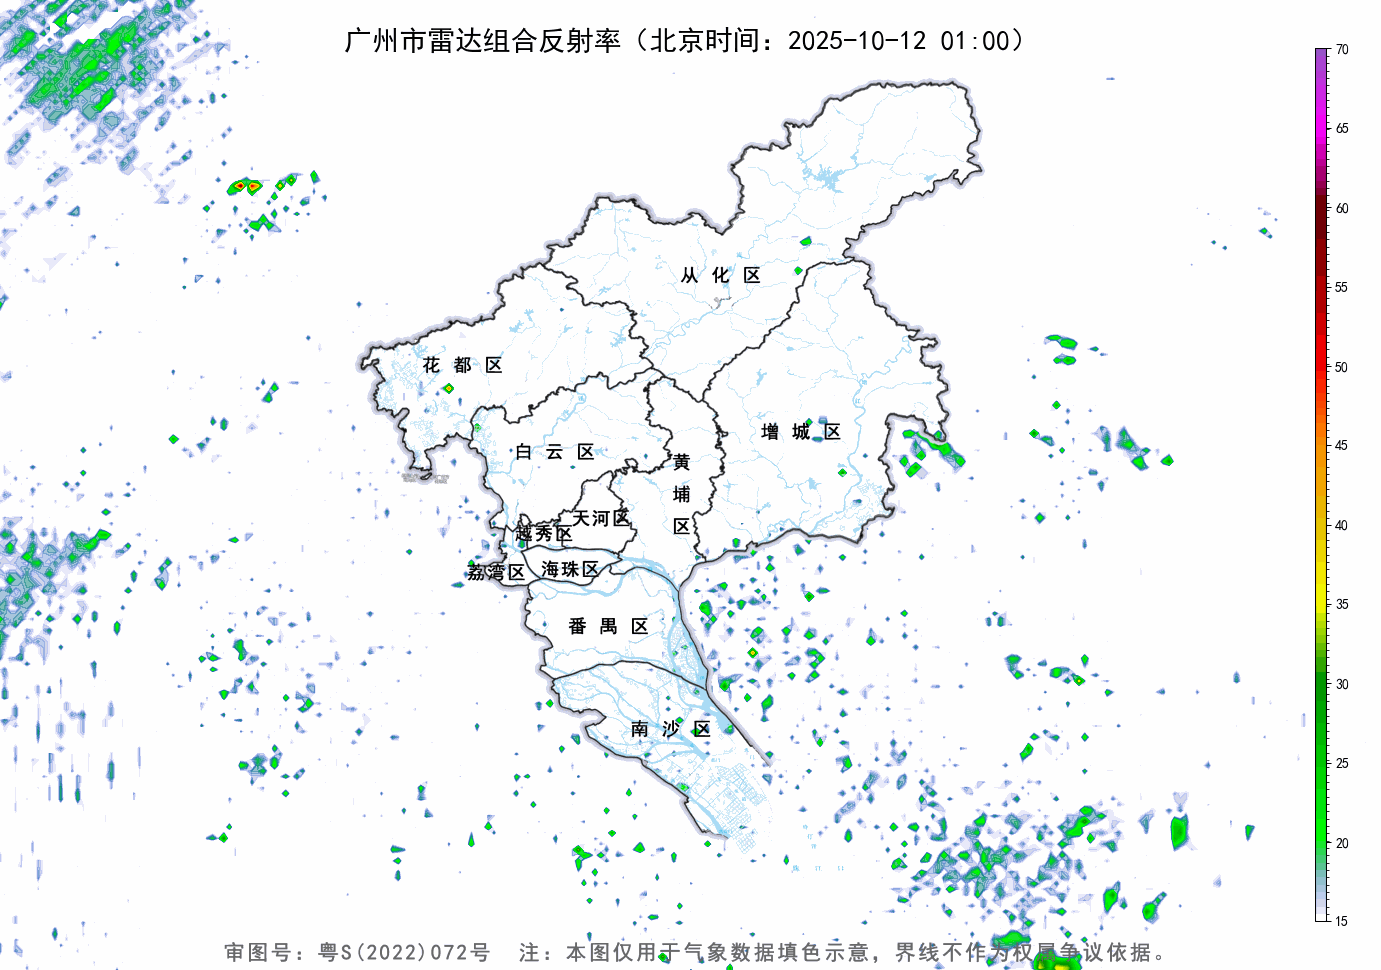 广州市雷达组合反射率（北京时间：2025-10-12 01:00）
70
65
60
55
50
45
40
35
30
25
20
15
从化区
花都区
增城区
白云区
黄埔区
天河区
越秀区
荔湾区
海珠区
番禺区
南沙区
审图号：粤S(2022)072号 注：本图仅用于气象数据填色示意，界线不作为权属争议依据。